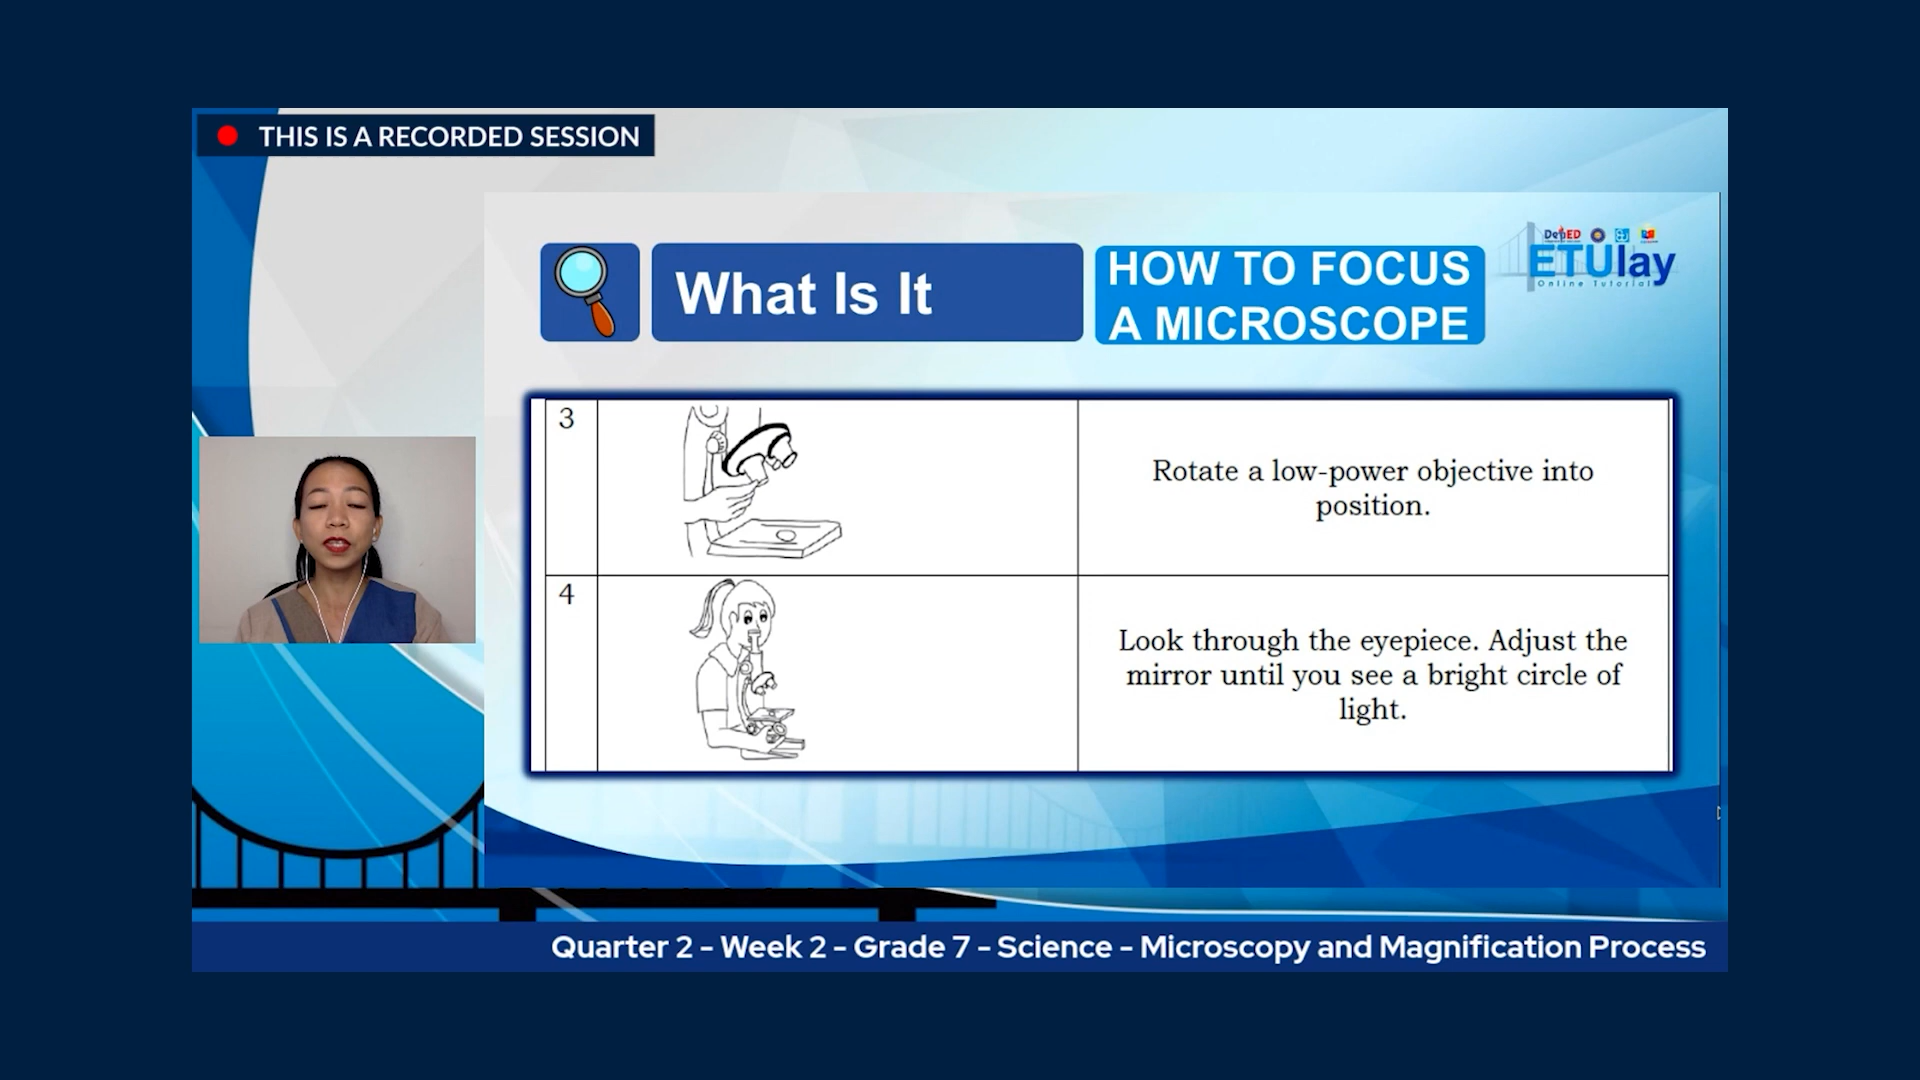 THIS IS A RECORDED SESSION
What Is It
HOW TO FOCUS
A MICROSCOPE
DepED
ETUlay
Online Tutorial
3
Rotate a low-power objective into
position.
4
Look through the eyepiece. Adjust the
mirror until you see a bright circle of
light.
Quarter 2 - Week 2 - Grade 7 - Science - Microscopy and Magnification Process